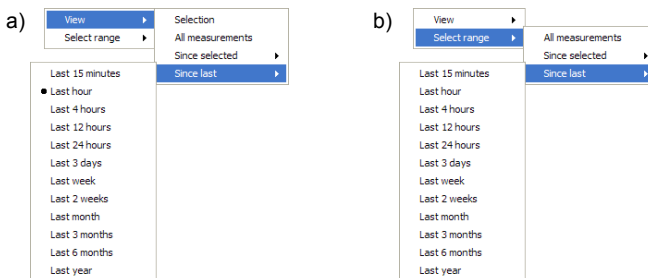 a)
View
Select range
Selection
All measurements
Since selected
Since last
Last 15 minutes
Last hour
Last 4 hours
Last 12 hours
Last 24 hours
Last 3 days
Last week
Last 2 weeks
Last month
Last 3 months
Last 6 months
Last year
b)
View
Select range
All measurements
Since selected
Since last
Last 15 minutes
Last hour
Last 4 hours
Last 12 hours
Last 24 hours
Last 3 days
Last week
Last 2 weeks
Last month
Last 3 months
Last 6 months
Last year